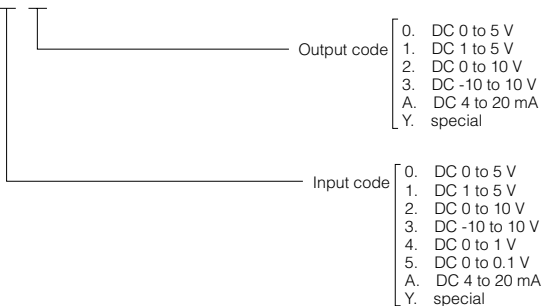 Output code
0. DC 0 to 5 V
1. DC 1 to 5 V
2. DC 0 to 10 V
3. DC -10 to 10 V
A. DC 4 to 20 mA
Y. special
Input code
0. DC 0 to 5 V
1. DC 1 to 5 V
2. DC 0 to 10 V
3. DC -10 to 10 V
4. DC 0 to 1 V
5. DC 0 to 0.1 V
A. DC 4 to 20 mA
Y. special